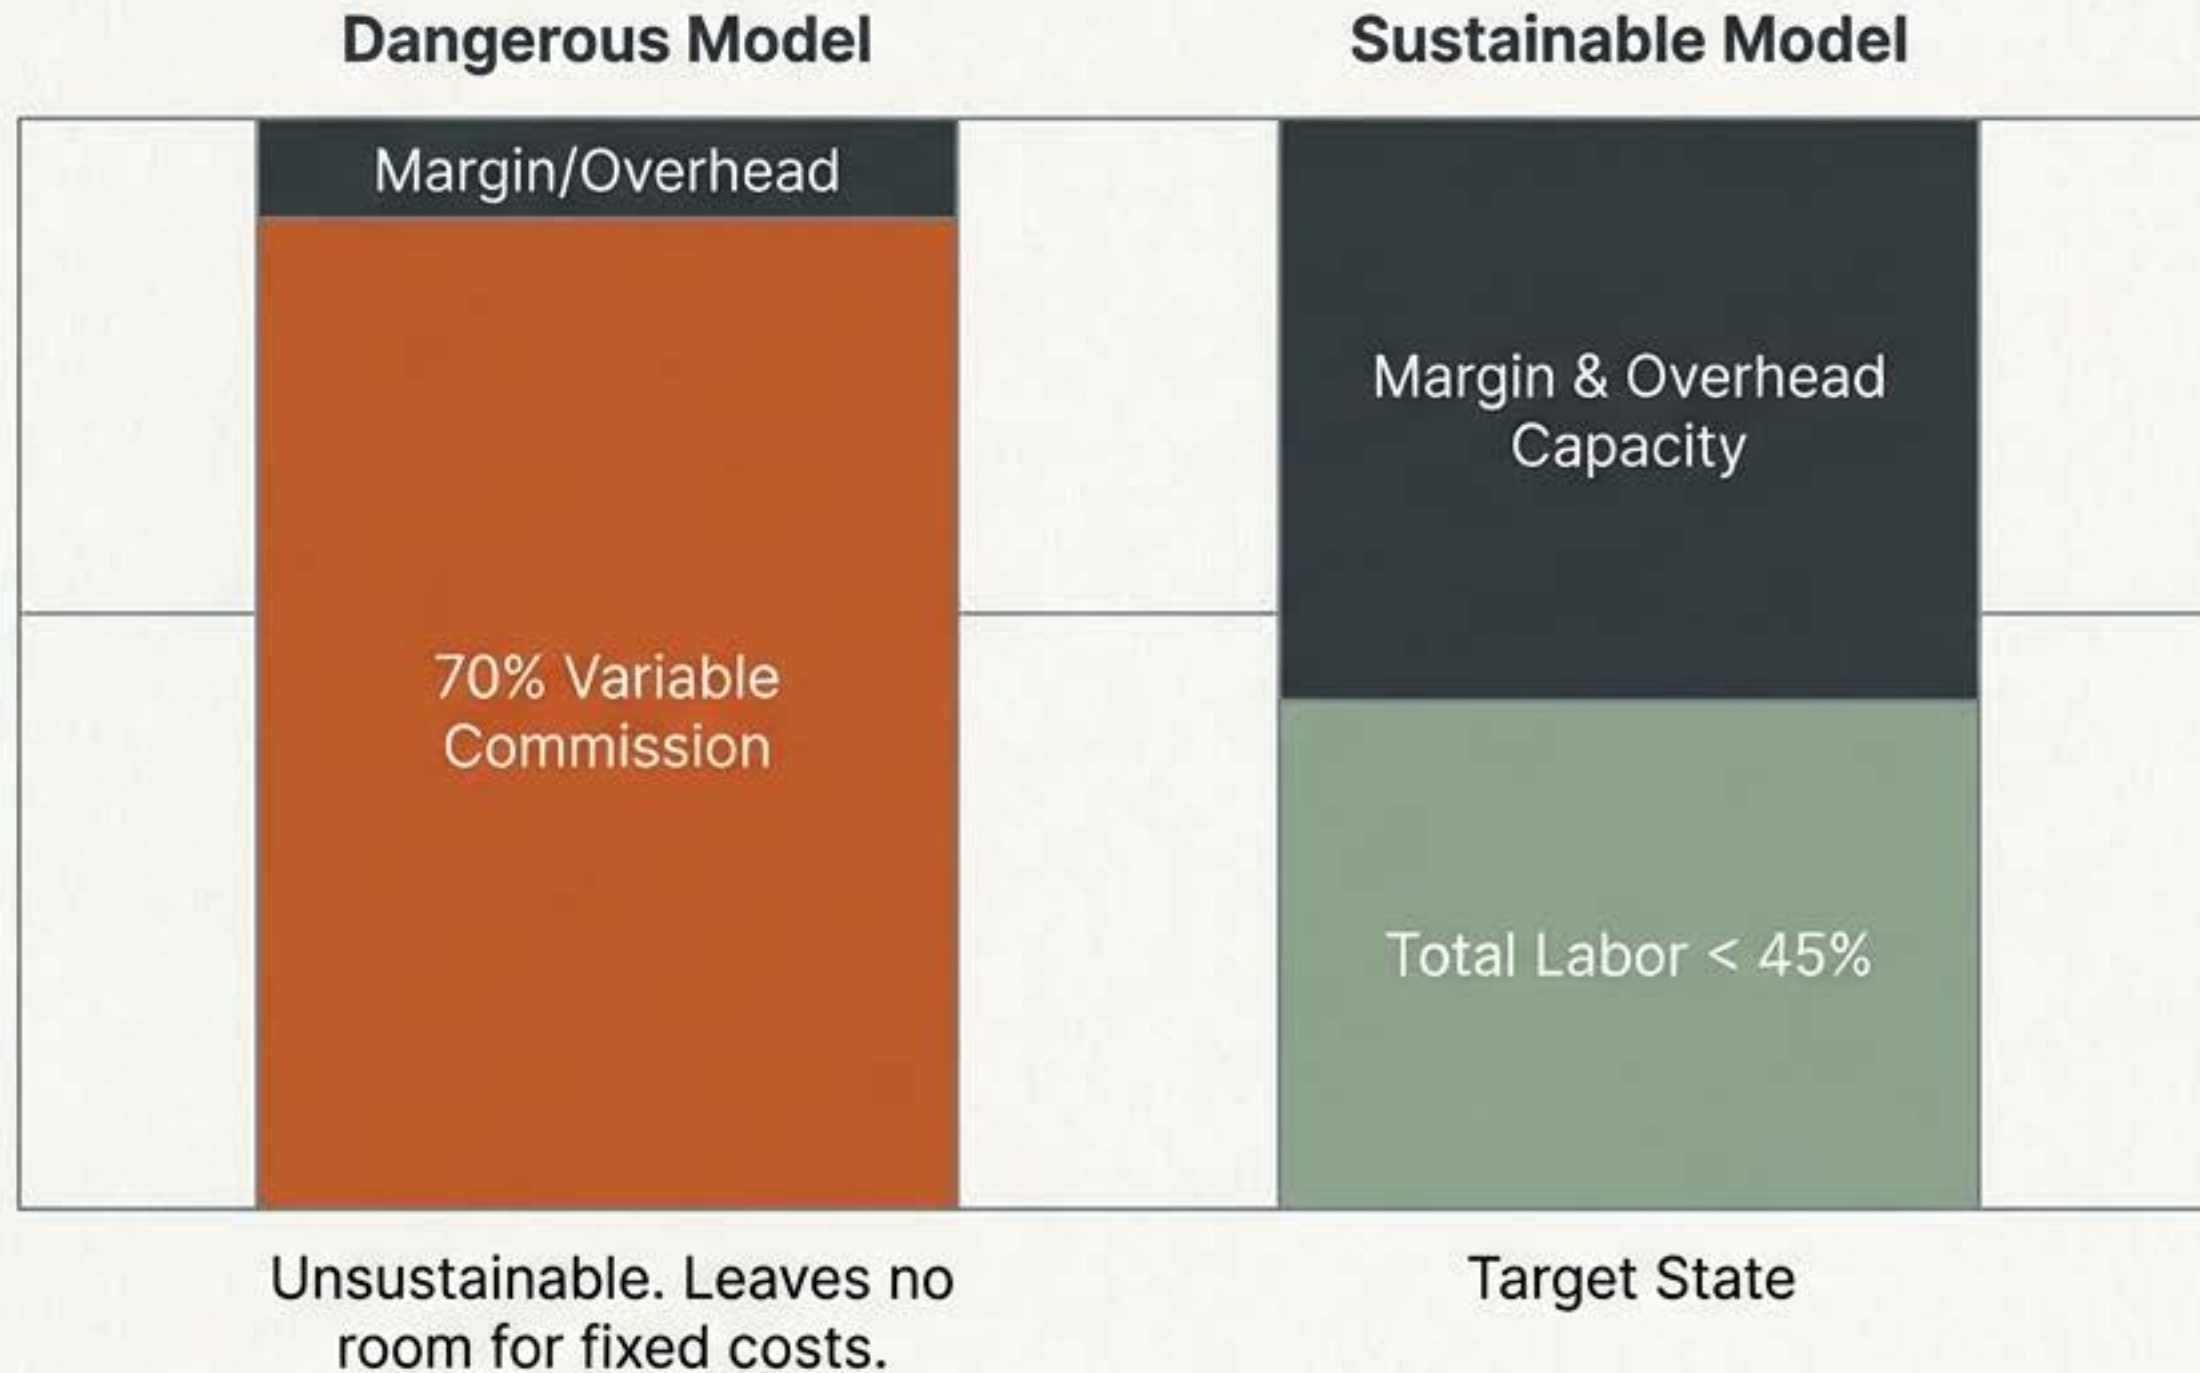 Dangerous Model
Margin/Overhead
70% Variable
Commission
Unsustainable. Leaves no
room for fixed costs.
Sustainable Model
Margin & Overhead
Capacity
Total Labor < 45%
Target State